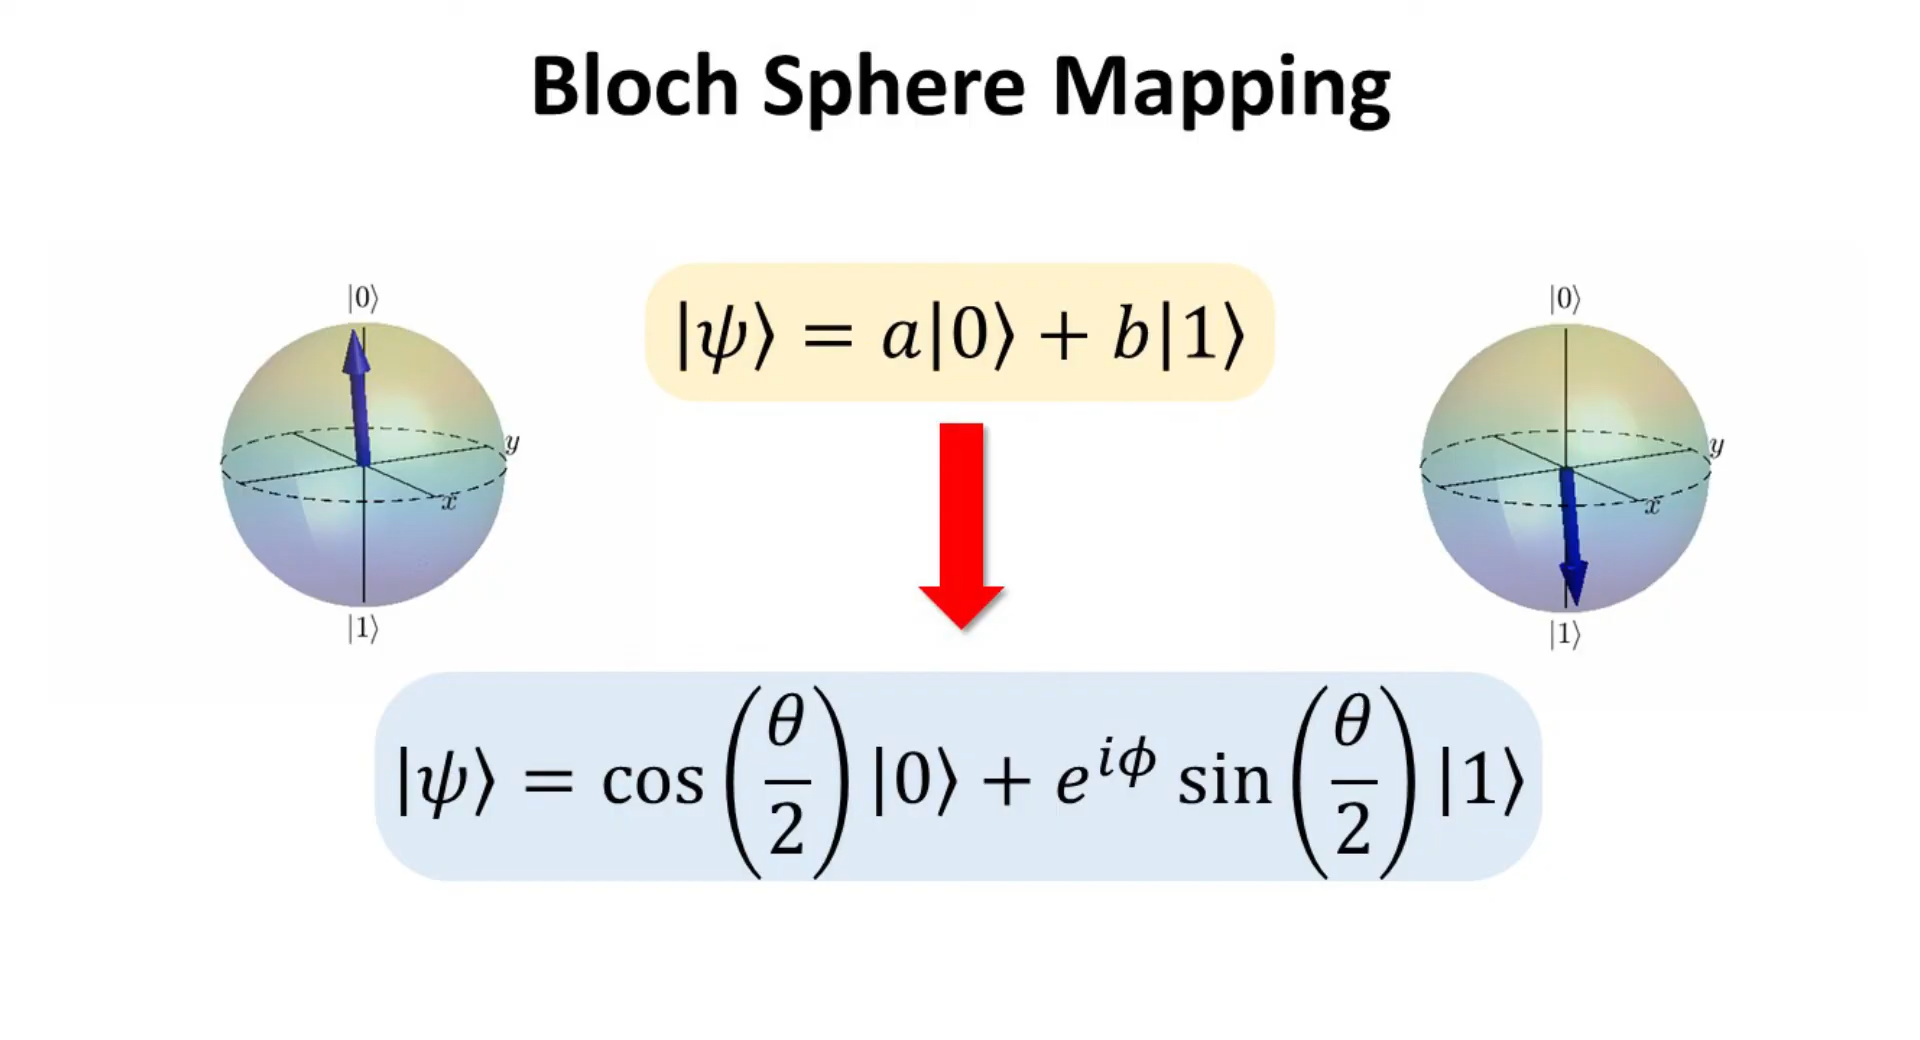 Bloch Sphere Mapping
|ψ⟩ = a|0⟩ + b|1⟩
|0⟩
y
x
|1⟩
|0⟩
y
x
|1⟩
|ψ⟩ = cos(θ/2)|0⟩ + e^{iϕ} sin(θ/2)|1⟩